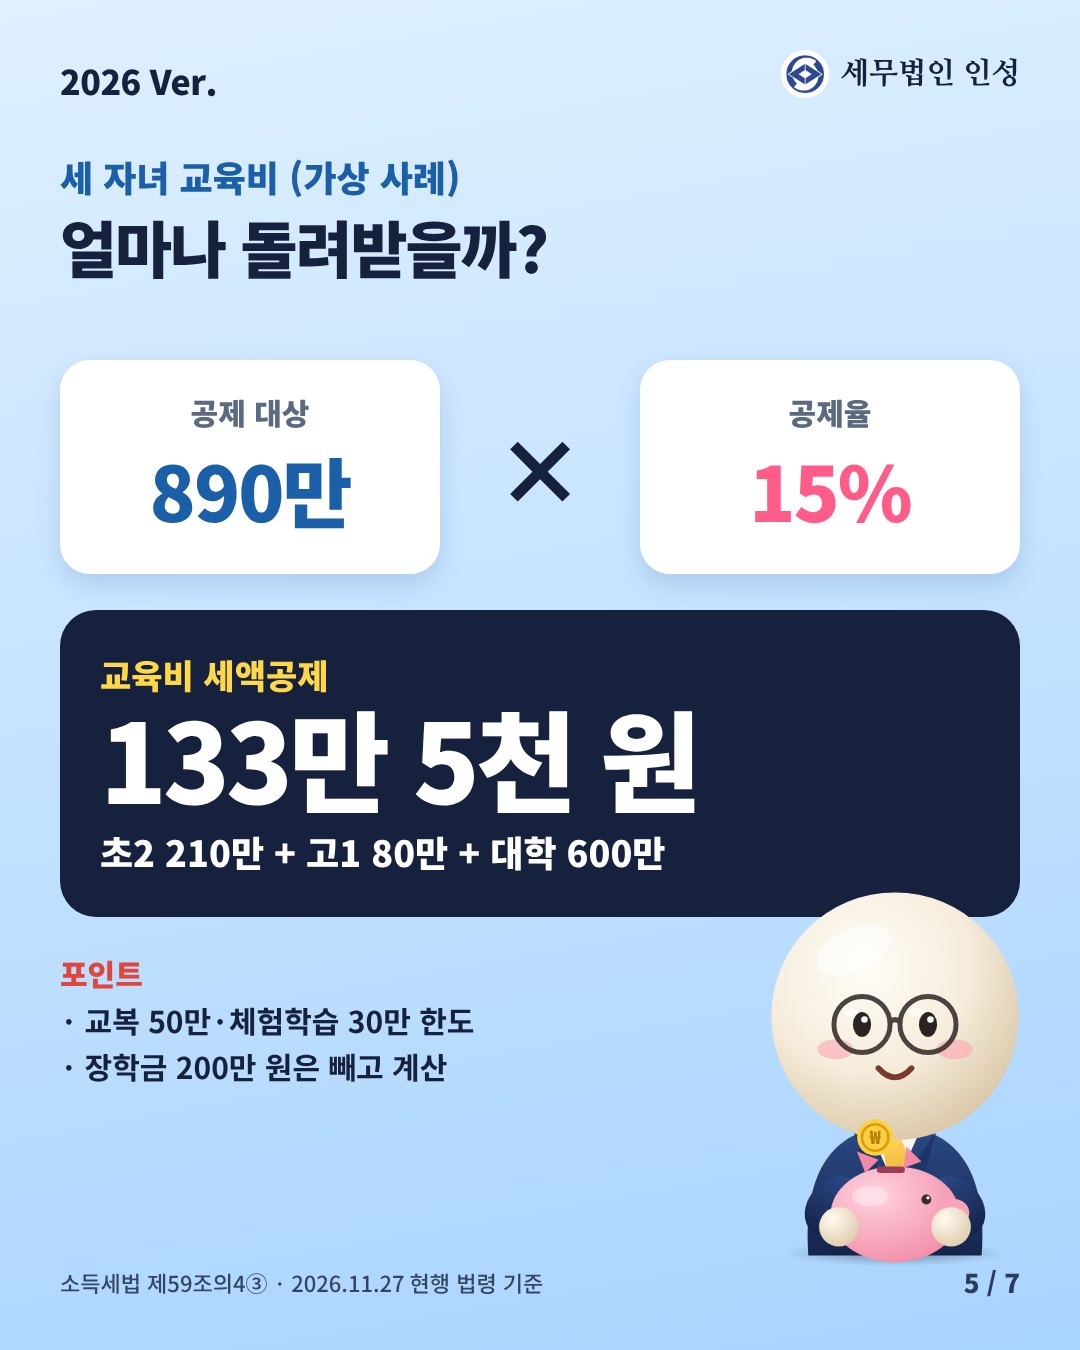 2026 Ver.
세무법인 인성
세 자녀 교육비 (가상 사례)
얼마나 돌려받을까?
공제 대상
890만
×
공제율
15%
교육비 세액공제
133만 5천 원
초2 210만 + 고1 80만 + 대학 600만
포인트
· 교복 50만·체험학습 30만 한도
· 장학금 200만 원은 빼고 계산
₩
소득세법 제59조의4③ · 2026.11.27 현행 법령 기준
5 / 7